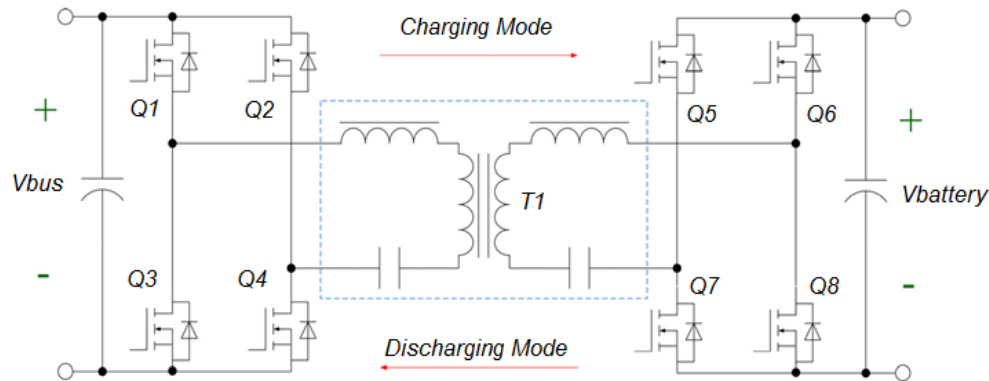 Charging Mode
Q1
Q2
Q5
Q6
+
+
Vbus
T1
Vbattery
-
-
Q3
Q4
Q7
Q8
Discharging Mode